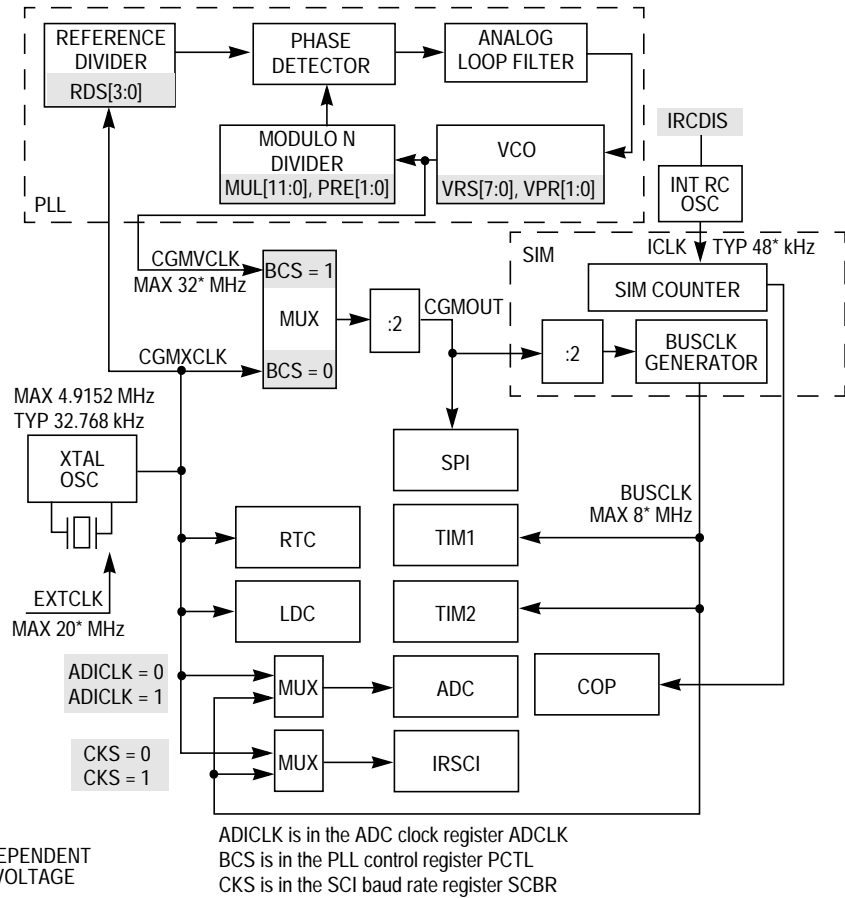 REFERENCE
DIVIDER
RDS[3:0]
PHASE
DETECTOR
ANALOG
LOOP FILTER
MODULO N
DIVIDER
MUL[11:0], PRE[1:0]
VCO
VRS[7:0], VPR[1:0]
PLL
IRCDIS
INT RC
OSC
ICLK
TYP 48* kHz
SIM
SIM COUNTER
CGMVCLK
MAX 32* MHz
BCS = 1
MUX
BCS = 0
:2
CGMOUT
:2
BUSCLK
GENERATOR
CGMXCLK
MAX 4.9152 MHz
TYP 32.768 kHz
XTAL
OSC
SPI
BUSCLK
MAX 8* MHz
RTC
TIM1
EXTCLK
MAX 20* MHz
LDC
TIM2
ADICLK = 0
ADICLK = 1
MUX
ADC
COP
CKS = 0
CKS = 1
MUX
IRSCI
ADICLK is in the ADC clock register ADCLK
BCS is in the PLL control register PCTL
CKS is in the SCI baud rate register SCBR
EPENDENT
VOLTAGE